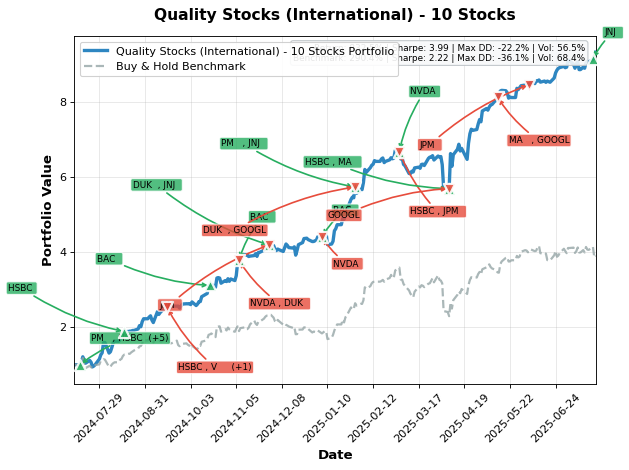 Quality Stocks (International) - 10 Stocks
JNJ
Quality Stocks (International) - 10 Stocks Portfolio
Buy & Hold Benchmark
Sharpe: 3.99 | Max DD: -22.2% | Vol: 56.5%
Sharpe: 2.22 | Max DD: -36.1% | Vol: 68.4%
NVDA
PM , JNJ
JPM
MA , GOOGL
HSBC , MA
DUK , JNJ
BAC
GOOGL
HSBC , JPM
DUK , GOOGL
BAC
NVDA
HSBC
NVDA , DUK
PM , HSBC (+5)
HSBC , V (+1)
Portfolio Value
8
6
4
2
2024-07-29
2024-08-31
2024-10-03
2024-11-05
2024-12-08
2025-01-10
2025-02-12
2025-03-17
2025-04-19
2025-05-22
2025-06-24
Date